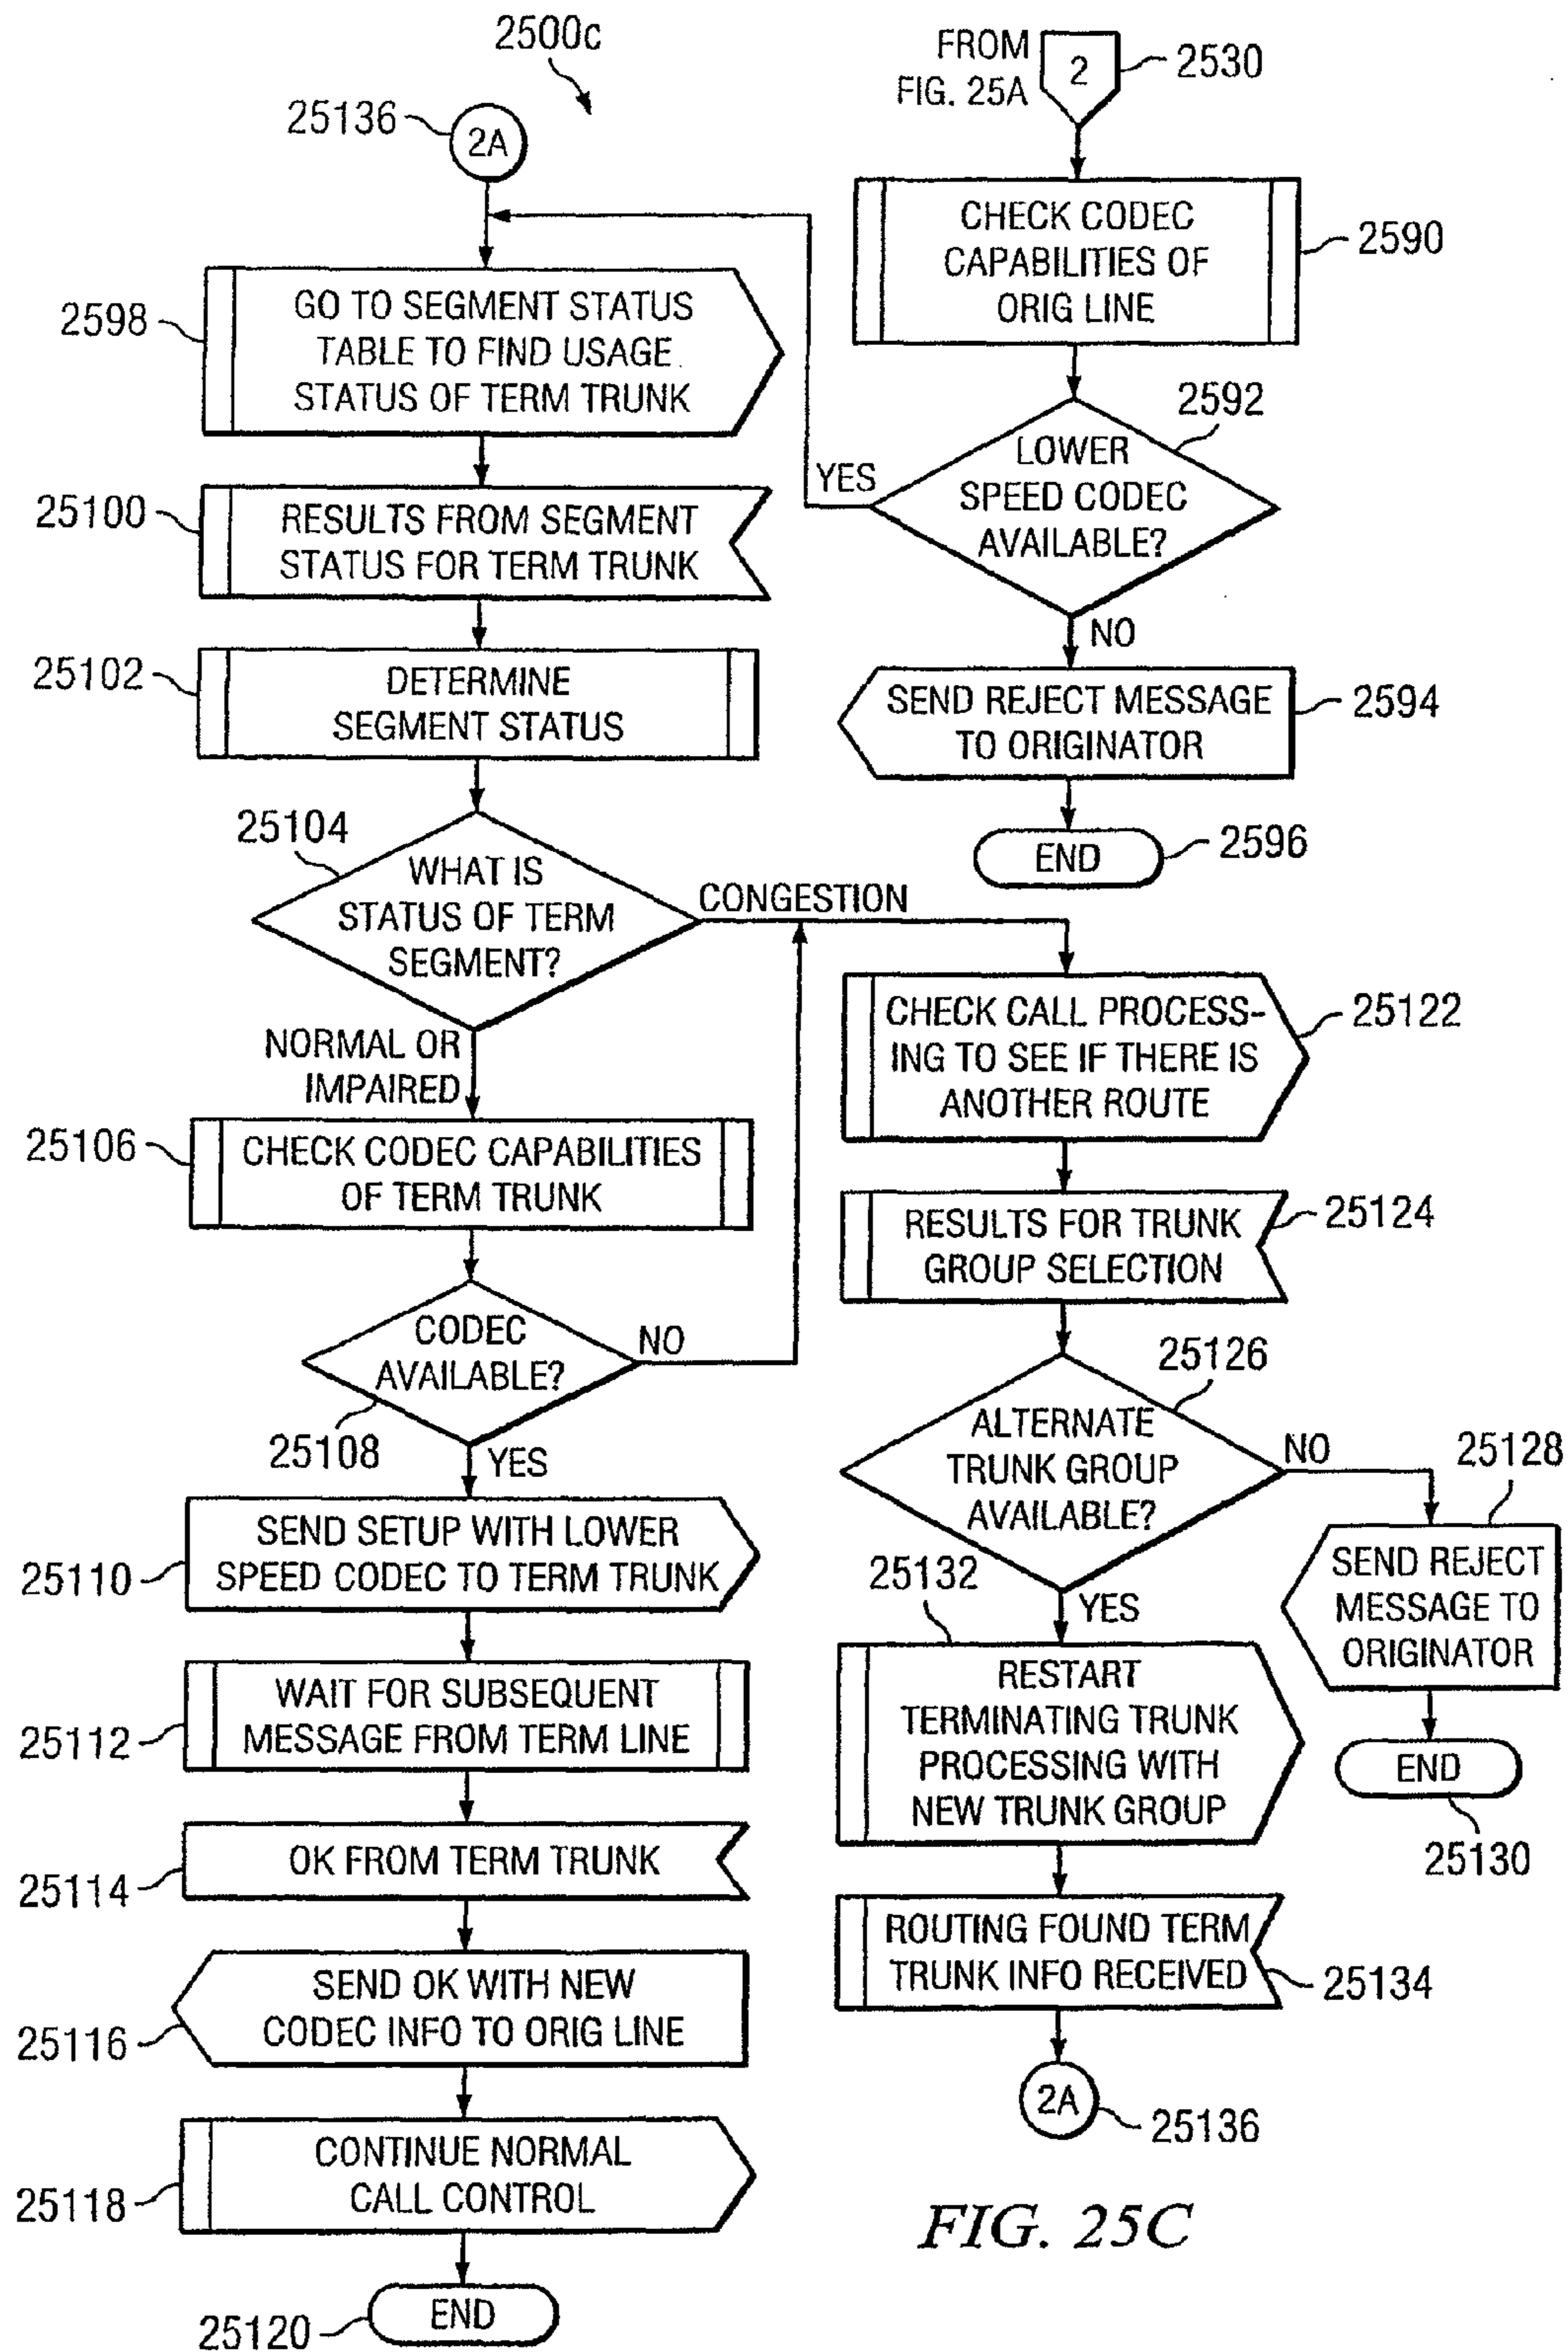 2500c
25136
2A
2598
GO TO SEGMENT STATUS
TABLE TO FIND USAGE
STATUS OF TERM TRUNK
25100
RESULTS FROM SEGMENT
STATUS FOR TERM TRUNK
25102
DETERMINE
SEGMENT STATUS
25104
WHAT IS
STATUS OF TERM
SEGMENT?
CONGESTION
NORMAL OR
IMPAIRED
25106
CHECK CODEC CAPABILITIES
OF TERM TRUNK
CODEC
AVAILABLE?
NO
25108
YES
SEND SETUP WITH LOWER
SPEED CODEC TO TERM TRUNK
25110
WAIT FOR SUBSEQUENT
MESSAGE FROM TERM LINE
25112
OK FROM TERM TRUNK
25114
SEND OK WITH NEW
CODEC INFO TO ORIG LINE
25116
CONTINUE NORMAL
CALL CONTROL
25118
END
25120
FROM
FIG. 25A
2
2530
CHECK CODEC
CAPABILITIES OF
ORIG LINE
2590
2592
LOWER
SPEED CODEC
AVAILABLE?
YES
NO
SEND REJECT MESSAGE
TO ORIGINATOR
2594
END
2596
CHECK CALL PROCESS-
ING TO SEE IF THERE IS
ANOTHER ROUTE
25122
RESULTS FOR TRUNK
GROUP SELECTION
25124
25126
ALTERNATE
TRUNK GROUP
AVAILABLE?
NO
25128
SEND REJECT
MESSAGE TO
ORIGINATOR
END
25130
25132
YES
RESTART
TERMINATING TRUNK
PROCESSING WITH
NEW TRUNK GROUP
ROUTING FOUND TERM
TRUNK INFO RECEIVED
25134
2A
25136
FIG. 25C